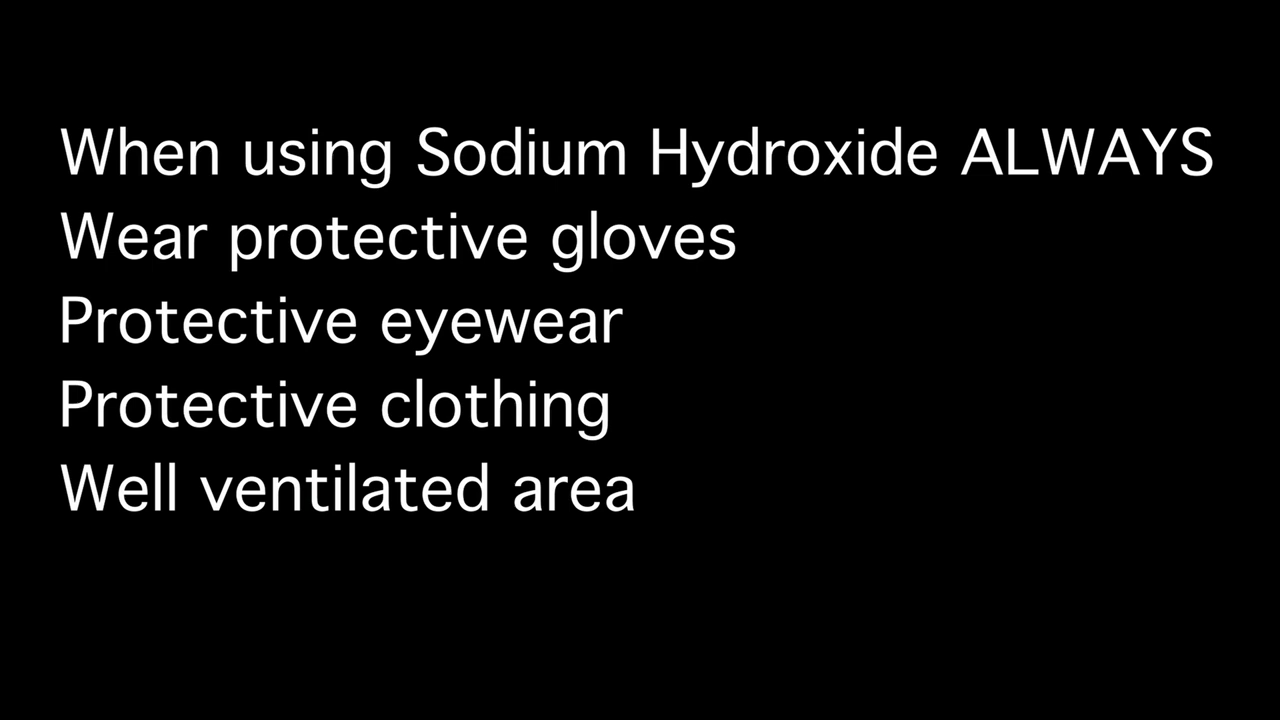 When using Sodium Hydroxide ALWAYS
Wear protective gloves
Protective eyewear
Protective clothing
Well ventilated area